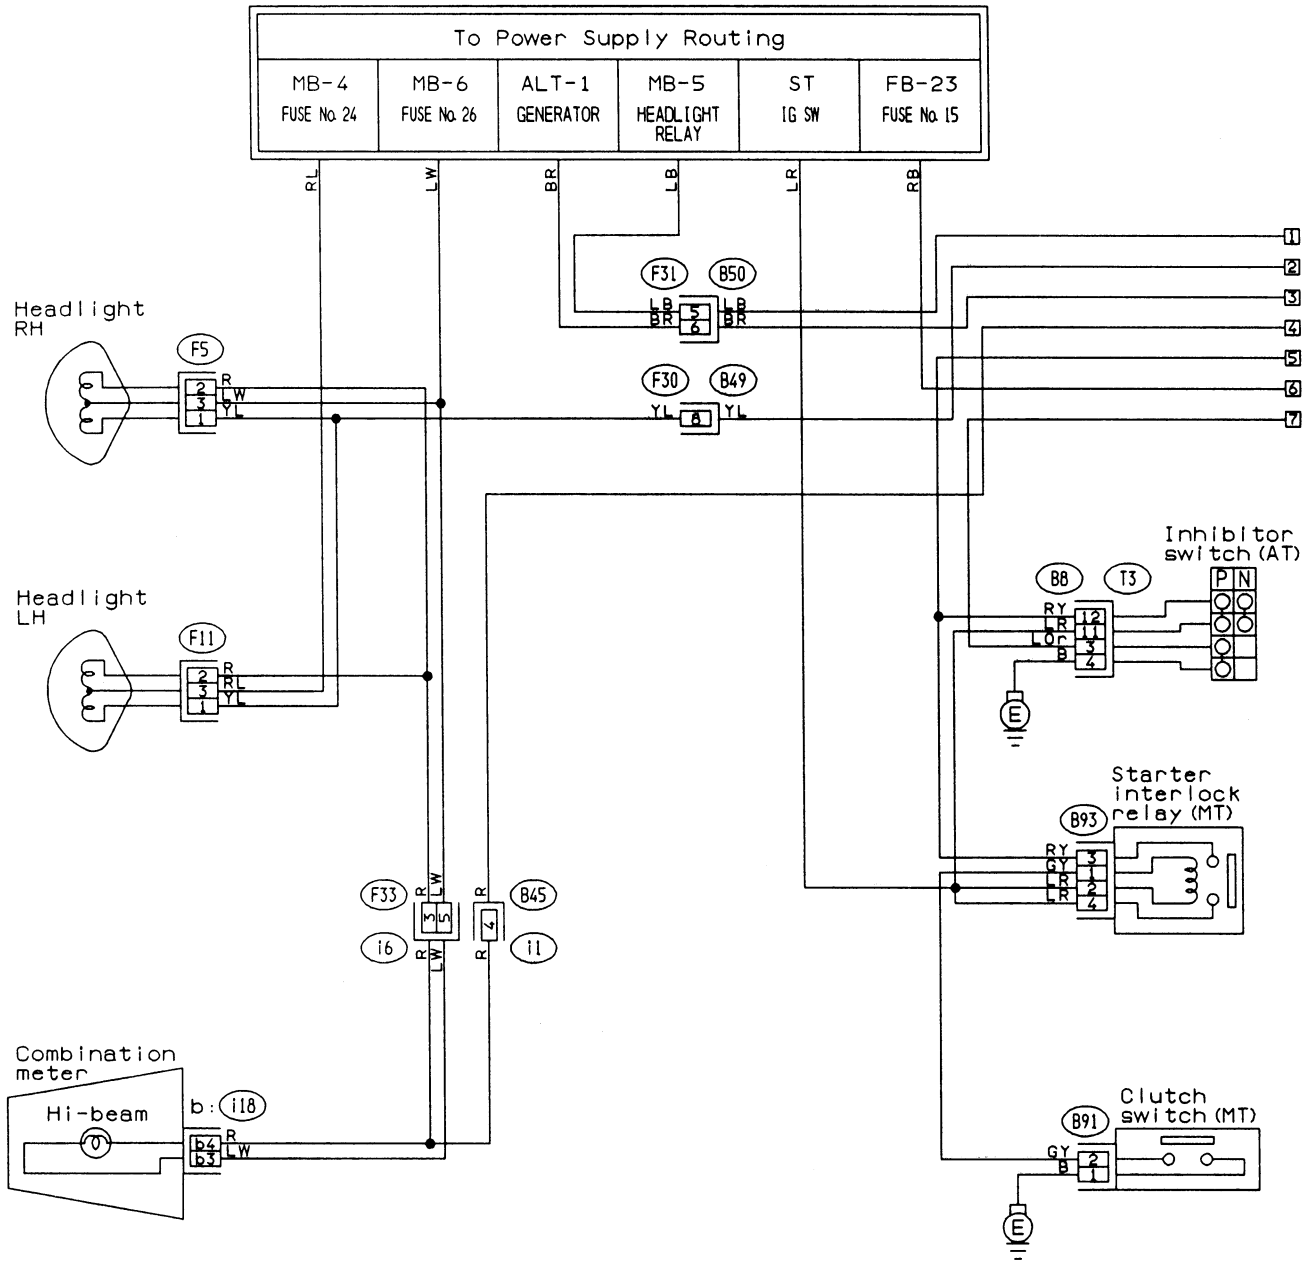 To Power Supply Routing
MB-4 MB-6 ALT-1 MB-5 ST FB-23
FUSE No. 24 FUSE No. 26 GENERATOR HEADLIGHT IG SW FUSE No. 15
RELAY
RL LW BR LB LR RB
1
2
3
4
5
6
7
F31 B50
LB 5 LB
BR 6 BR
Headlight
RH
F5
2 R
3 LW
1 YL
F30 B49
YL 8 YL
Inhibitor
switch (AT)
P N
B8 T3
RY 12
LR 11
LOr 3
B 4
E
Headlight
LH
F11
2 R
3 RL
1 YL
Starter
interlock
relay (MT)
B93
RY 3
GY 1
LR 2
LR 4
F33 R LW R B45
3 5 4
i6 R LW R i1
Combination
meter
Hi-beam
b: i18
b4 R
b3 LW
Clutch
switch (MT)
B91
GY 2
B 1
E